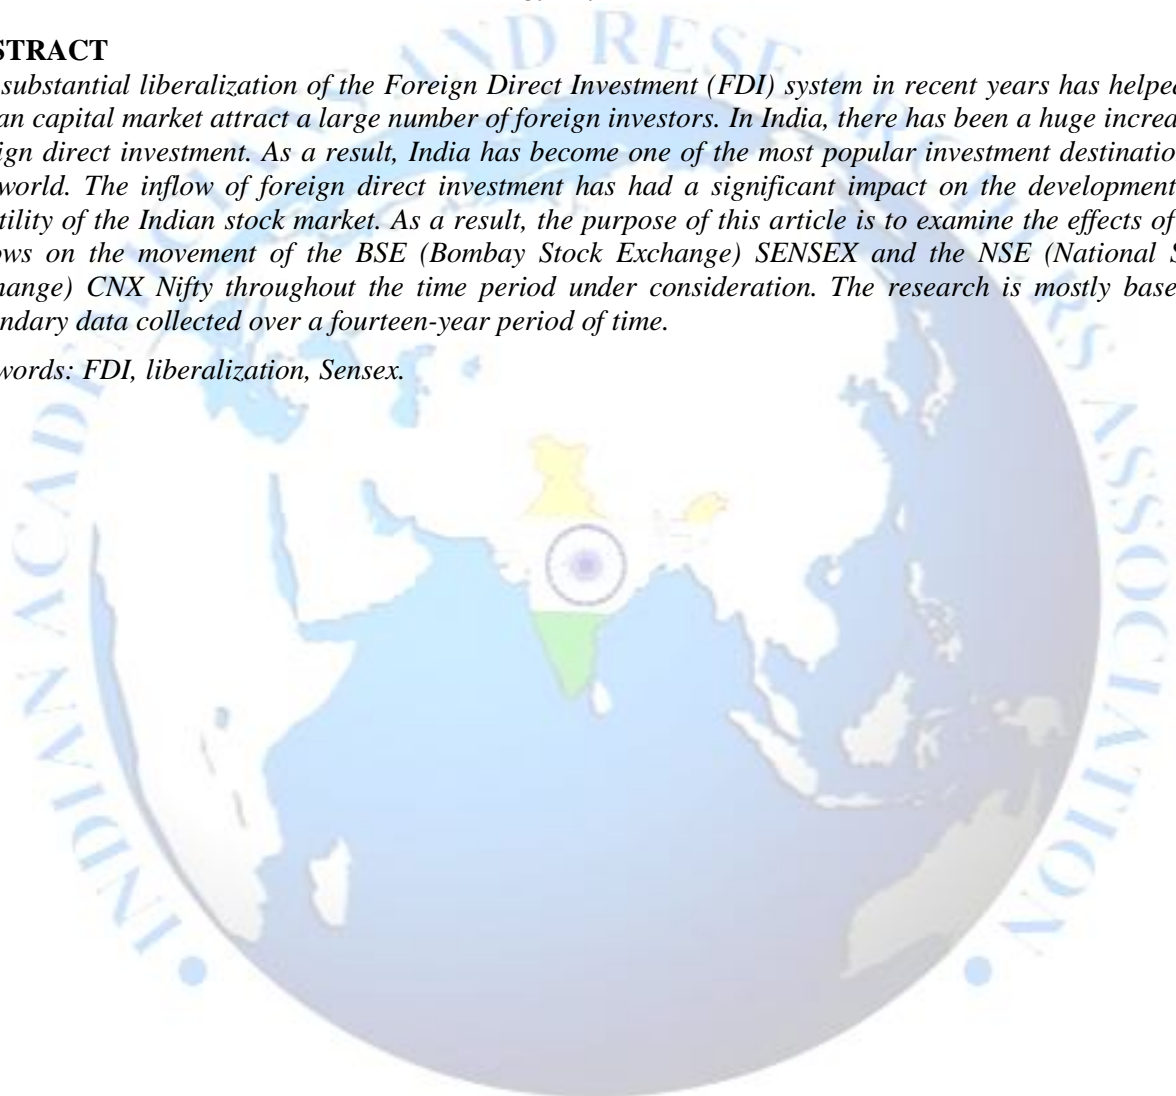 STRACT
substantial liberalization of the Foreign Direct Investment (FDI) system in recent years has helped
an capital market attract a large number of foreign investors. In India, there has been a huge increa
ign direct investment. As a result, India has become one of the most popular investment destinatio
world. The inflow of foreign direct investment has had a significant impact on the development
tility of the Indian stock market. As a result, the purpose of this article is to examine the effects of
ows on the movement of the BSE (Bombay Stock Exchange) SENSEX and the NSE (National S
hange) CNX Nifty throughout the time period under consideration. The research is mostly base
ndary data collected over a fourteen-year period of time.
words: FDI, liberalization, Sensex.
INDIAN ACADEMICIANS AND RESEARCHERS ASSOCIATION